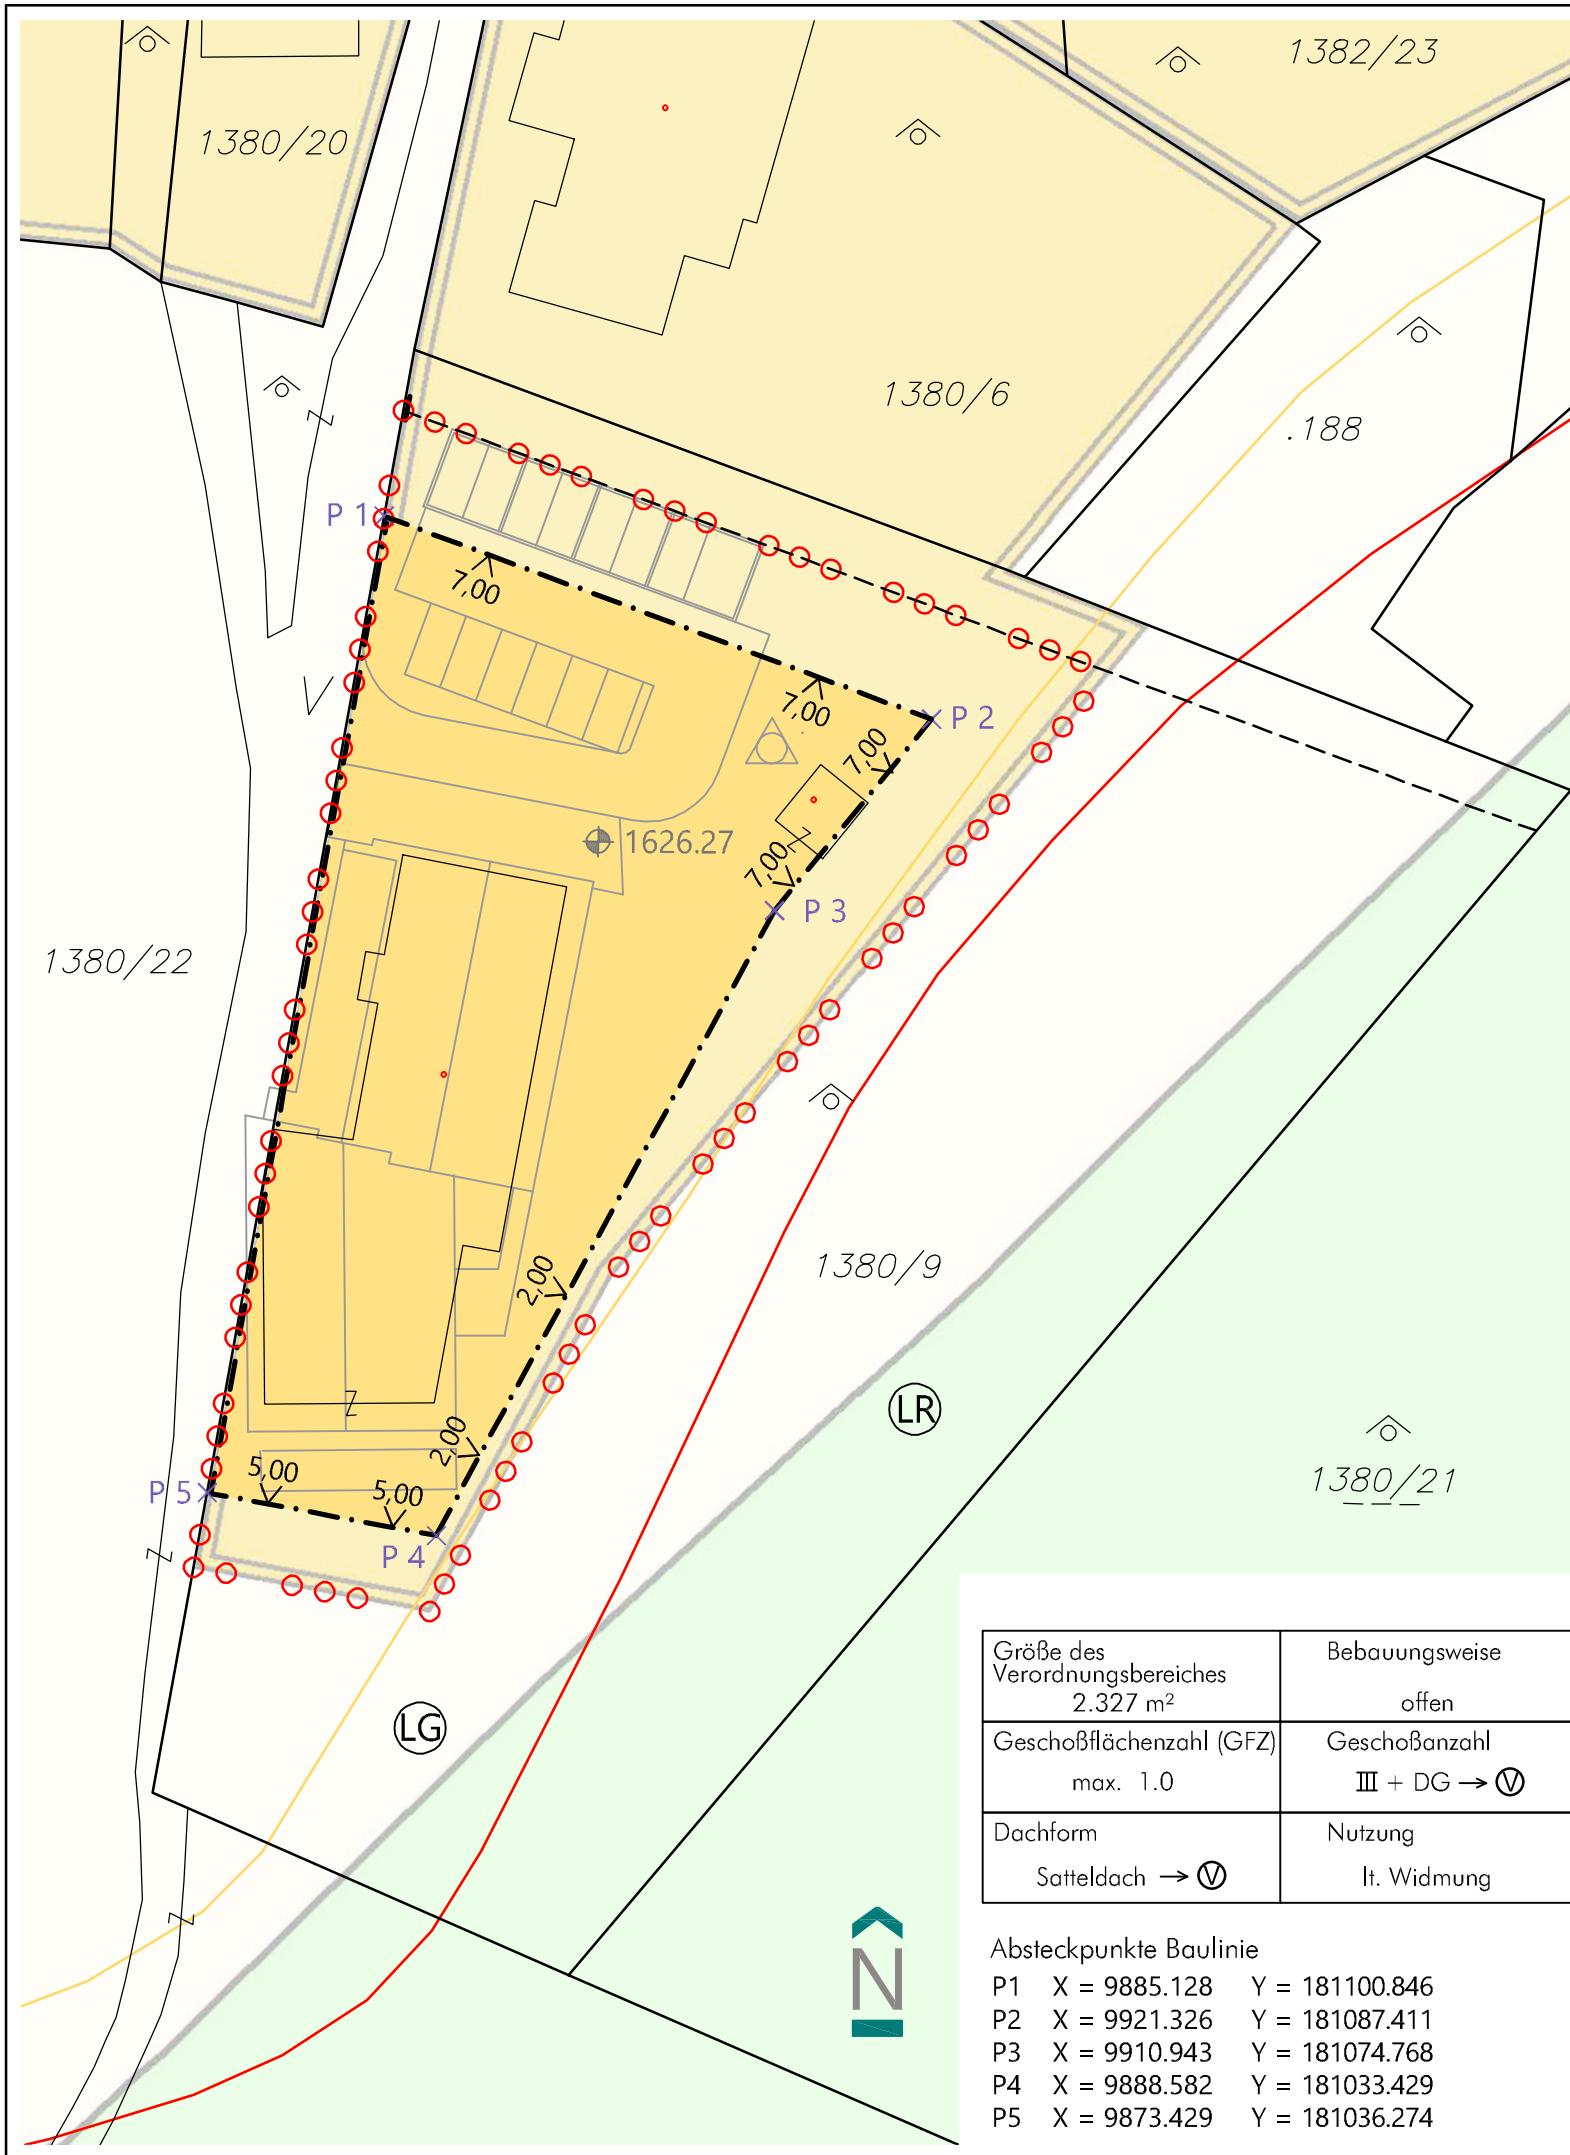 1382/23
1380/20
1380/6
.188
P 1
7,00
7,00
P 2
7,00
1626.27
7,00
P 3
1380/22
1380/9
2,00
LR
2,00
1380/21
5,00
5,00
P 5
P 4
LG
Größe des
Verordnungsbereiches
2.327 m²
Bebauungsweise
offen
Geschoßflächenzahl (GFZ)
max. 1.0
Geschoßanzahl
III + DG → Ⓥ
Dachform
Satteldach → Ⓥ
Nutzung
lt. Widmung
N
Absteckpunkte Baulinie
P1 X = 9885.128 Y = 181100.846
P2 X = 9921.326 Y = 181087.411
P3 X = 9910.943 Y = 181074.768
P4 X = 9888.582 Y = 181033.429
P5 X = 9873.429 Y = 181036.274